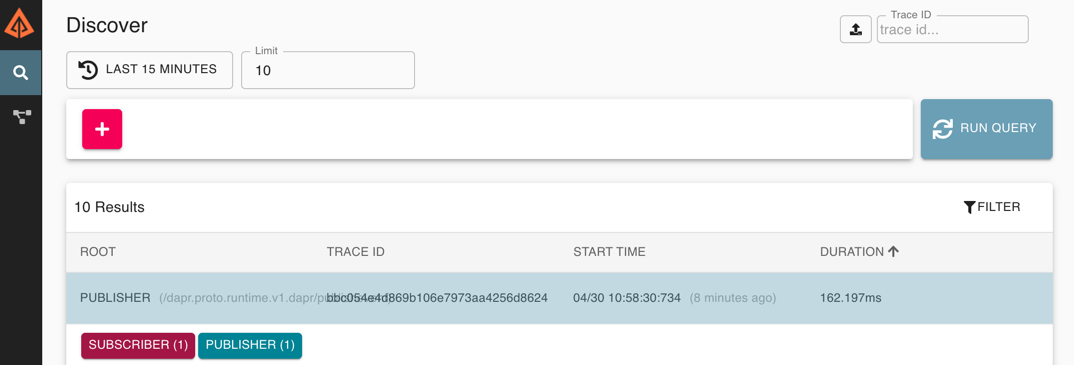 Discover
Trace ID
trace id...
LAST 15 MINUTES
Limit
10
RUN QUERY
10 Results
FILTER
ROOT TRACE ID START TIME DURATION
PUBLISHER (/dapr.proto.runtime.v1.dapr/ bbc054e4d869b106e7973aa4256d8624 04/30 10:58:30:734 (8 minutes ago) 162.197ms
SUBSCRIBER (1) PUBLISHER (1)